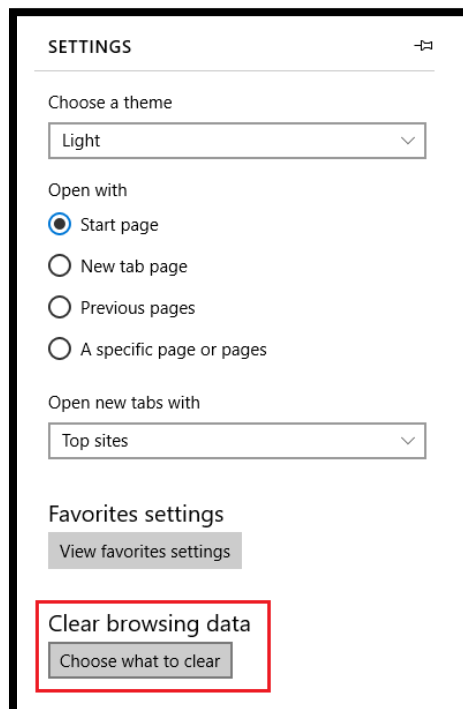 SETTINGS
Choose a theme
Light
Open with
Start page
New tab page
Previous pages
A specific page or pages
Open new tabs with
Top sites
Favorites settings
View favorites settings
Clear browsing data
Choose what to clear